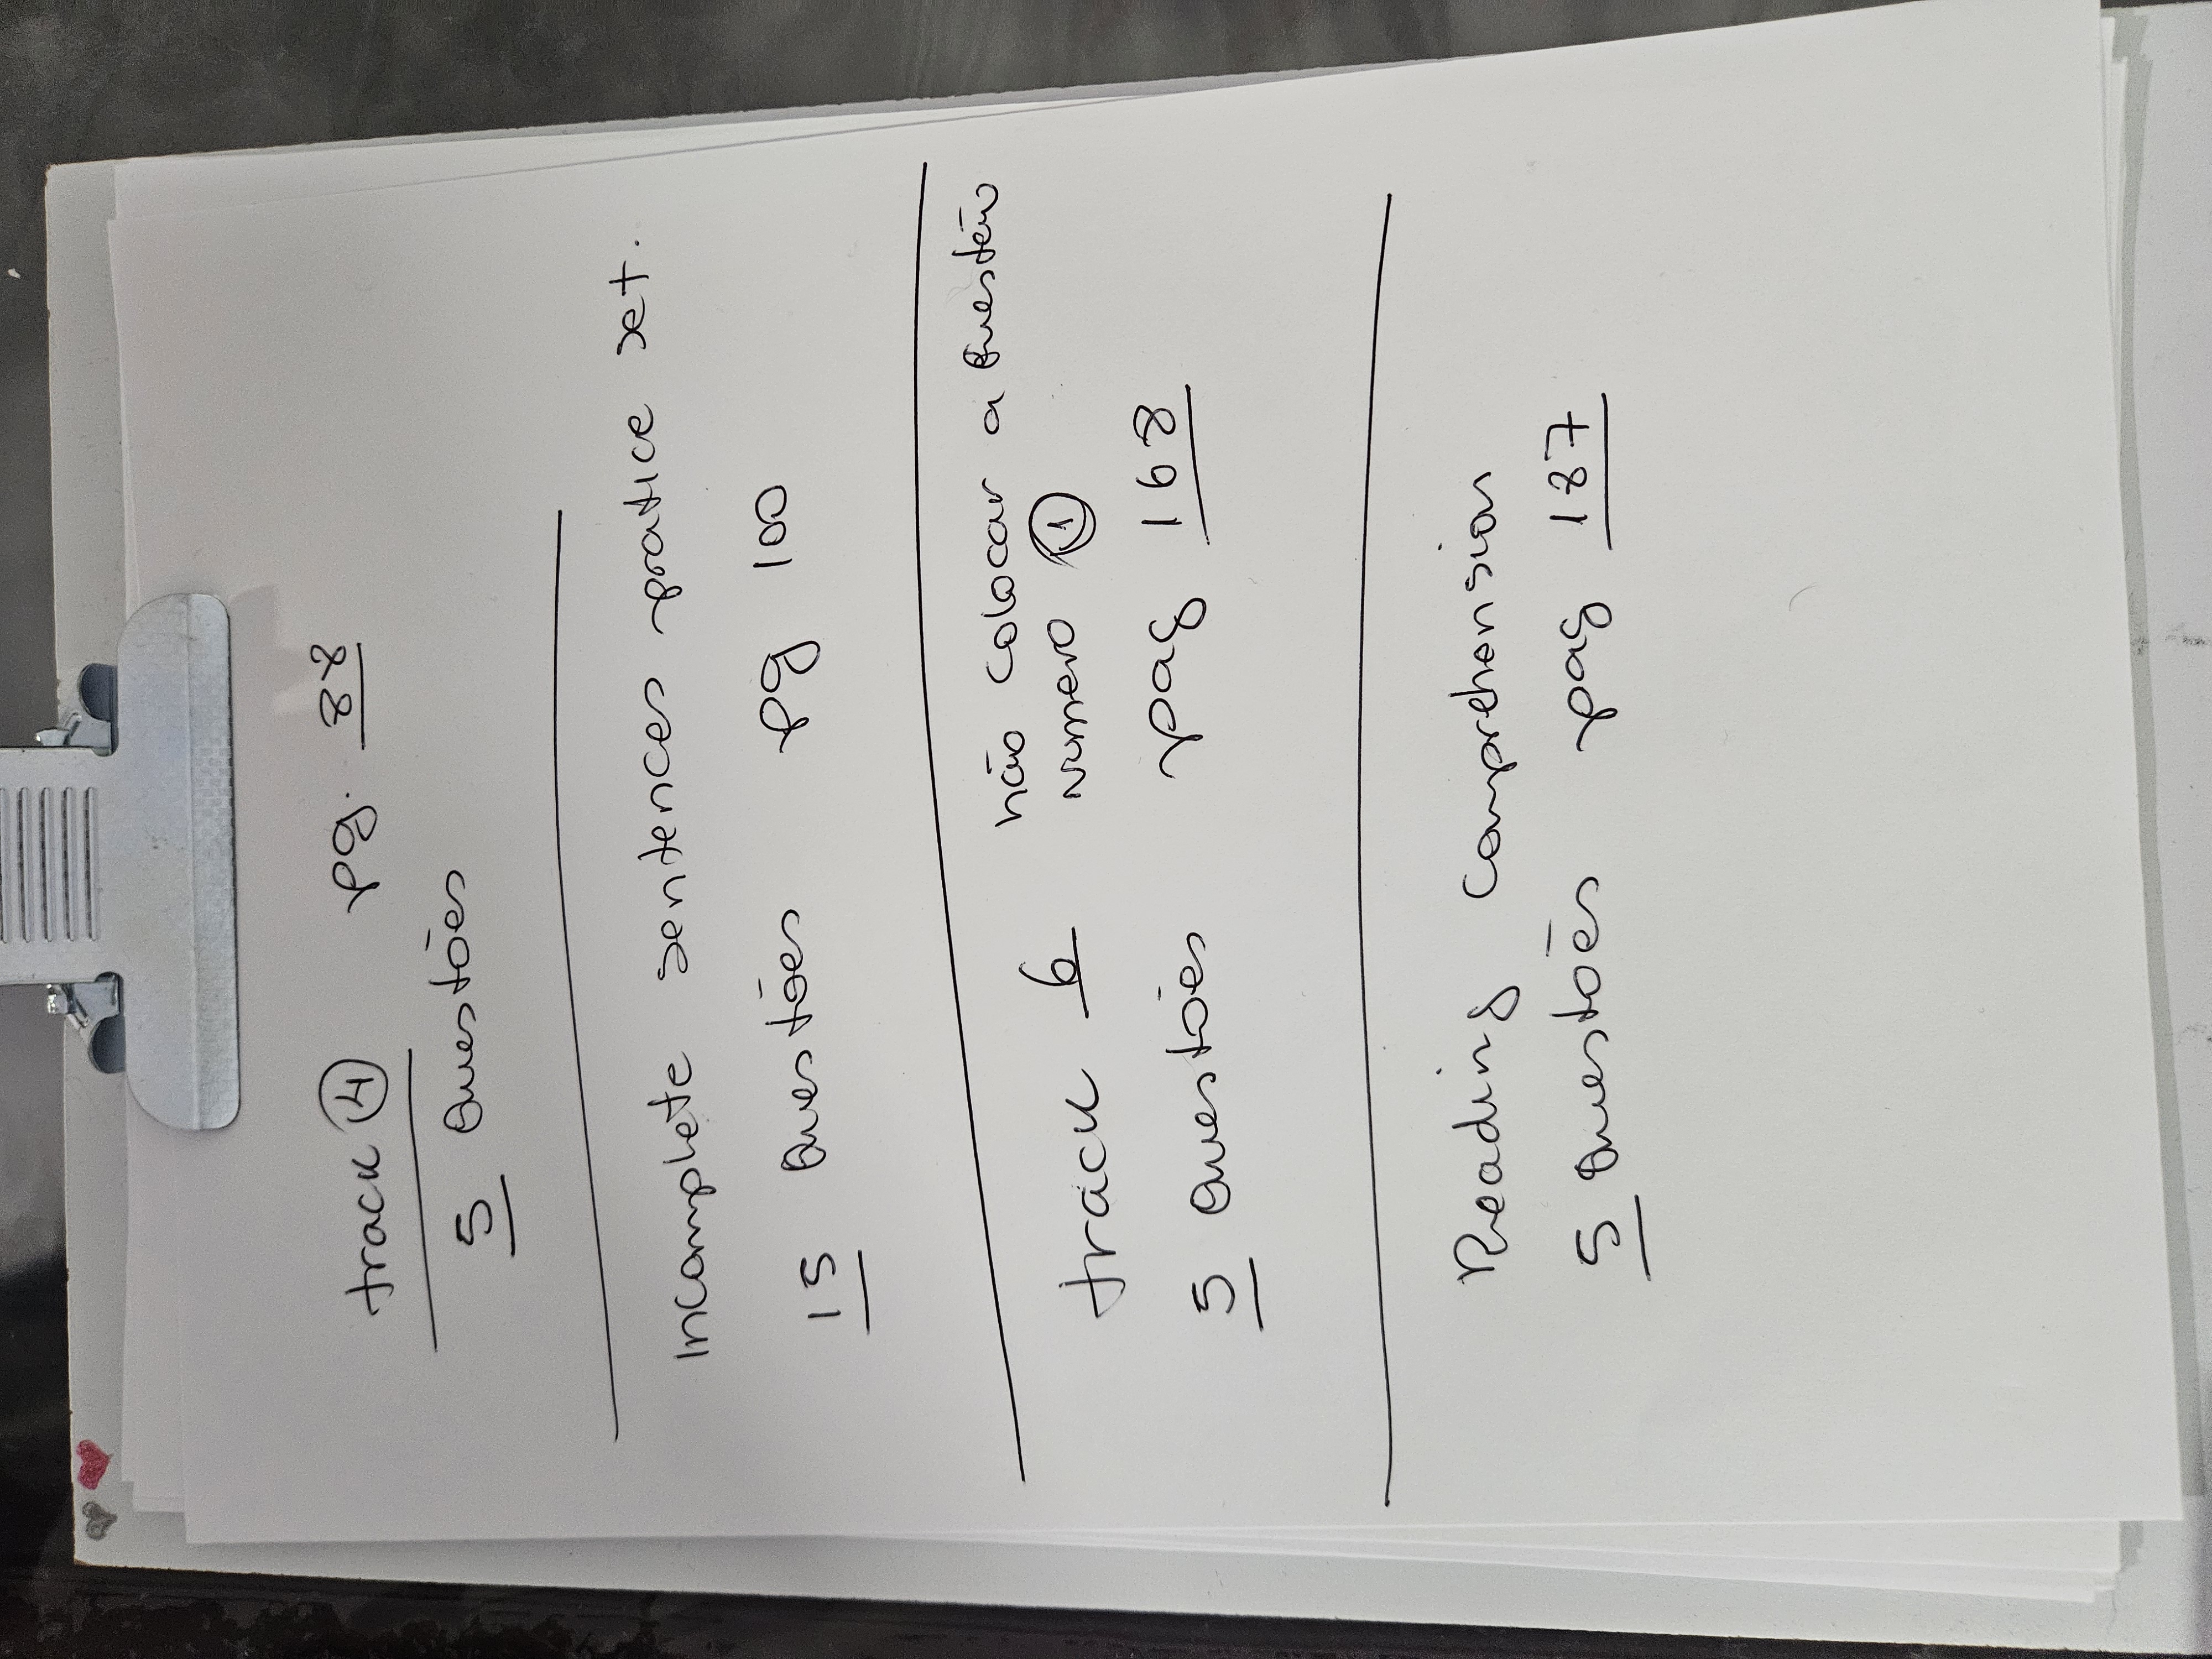 track 4 pg. 88
5 Questões
Incomplete sentences pratice set.
15 Questões pg 100
não colocar a Questão
track 6 número 1
5 Questões pag 168
Reading Comprehension
5 Questões pag 187